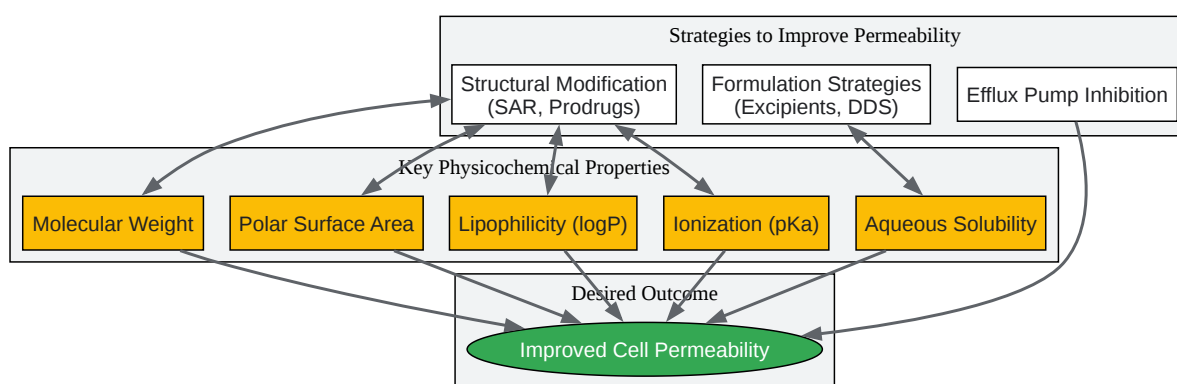 Strategies to Improve Permeability
Structural Modification
(SAR, Prodrugs)
Formulation Strategies
(Excipients, DDS)
Efflux Pump Inhibition
Key Physicochemical Properties
Molecular Weight
Polar Surface Area
Lipophilicity (logP)
Ionization (pKa)
Aqueous Solubility
Desired Outcome
Improved Cell Permeability